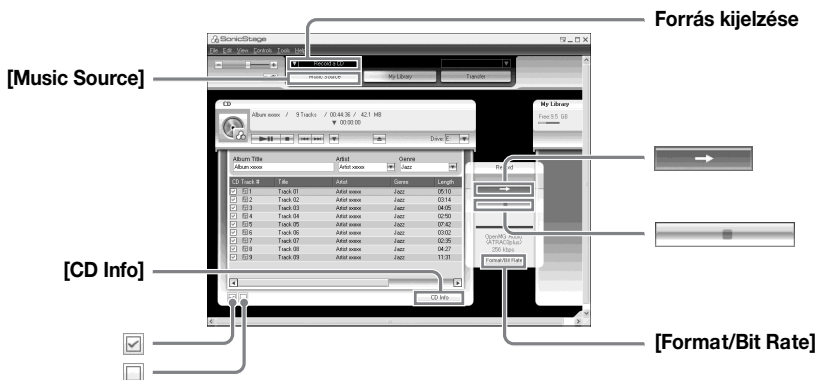 Forrás kijelzése
SonicStage
File Edit View Controls Tools Help
Record a CD
[Music Source]
Music Source My Library Transfer
CD
My Library
Album xxxxx / 9 Tracks / 00:44:36 / 42.1 MB
00:00:00
Free:9.5 GB
Drive: E:
Album Title Artist Genre
Album xxxxx Artist xxxxx Jazz
Record
CD Track # Title Artist Genre Length
1 Track 01 Artist xxxxx Jazz 05:10
2 Track 02 Artist xxxxx Jazz 03:14
3 Track 03 Artist xxxxx Jazz 04:05
4 Track 04 Artist xxxxx Jazz 02:50
5 Track 05 Artist xxxxx Jazz 07:42
6 Track 06 Artist xxxxx Jazz 03:02
7 Track 07 Artist xxxxx Jazz 02:35
8 Track 08 Artist xxxxx Jazz 04:27
9 Track 09 Artist xxxxx Jazz 11:31
OpenMG Audio
(ATRAC3plus)
256 kbps
Format/Bit Rate
[CD Info]
CD Info
[Format/Bit Rate]